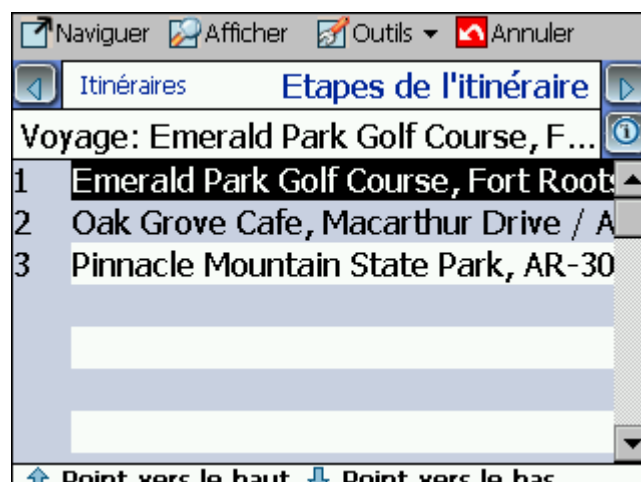 Naviguer Afficher Outils Annuler
Itinéraires Etapes de l'itinéraire
Voyage: Emerald Park Golf Course, F...
1 Emerald Park Golf Course, Fort Roots
2 Oak Grove Cafe, Macarthur Drive / A
3 Pinnacle Mountain State Park, AR-30
Point vers le haut Point vers le bas